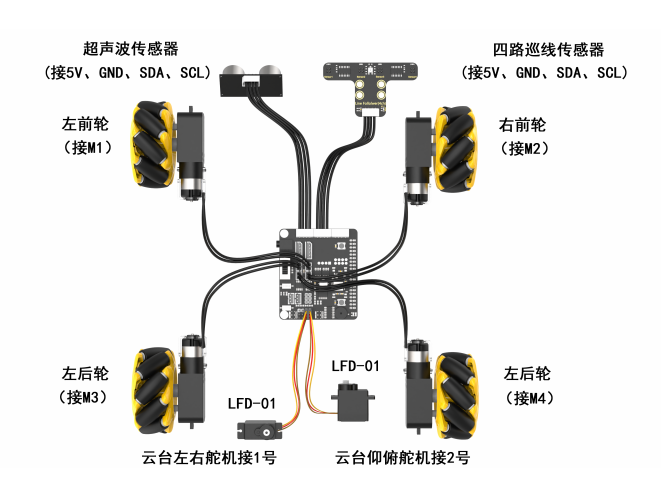 超声波传感器
（接5V、GND、SDA、SCL）
四路巡线传感器
（接5V、GND、SDA、SCL）
左前轮
（接M1）
右前轮
（接M2）
左后轮
（接M3）
左后轮
（接M4）
LFD-01
LFD-01
云台左右舵机接1号
云台仰俯舵机接2号